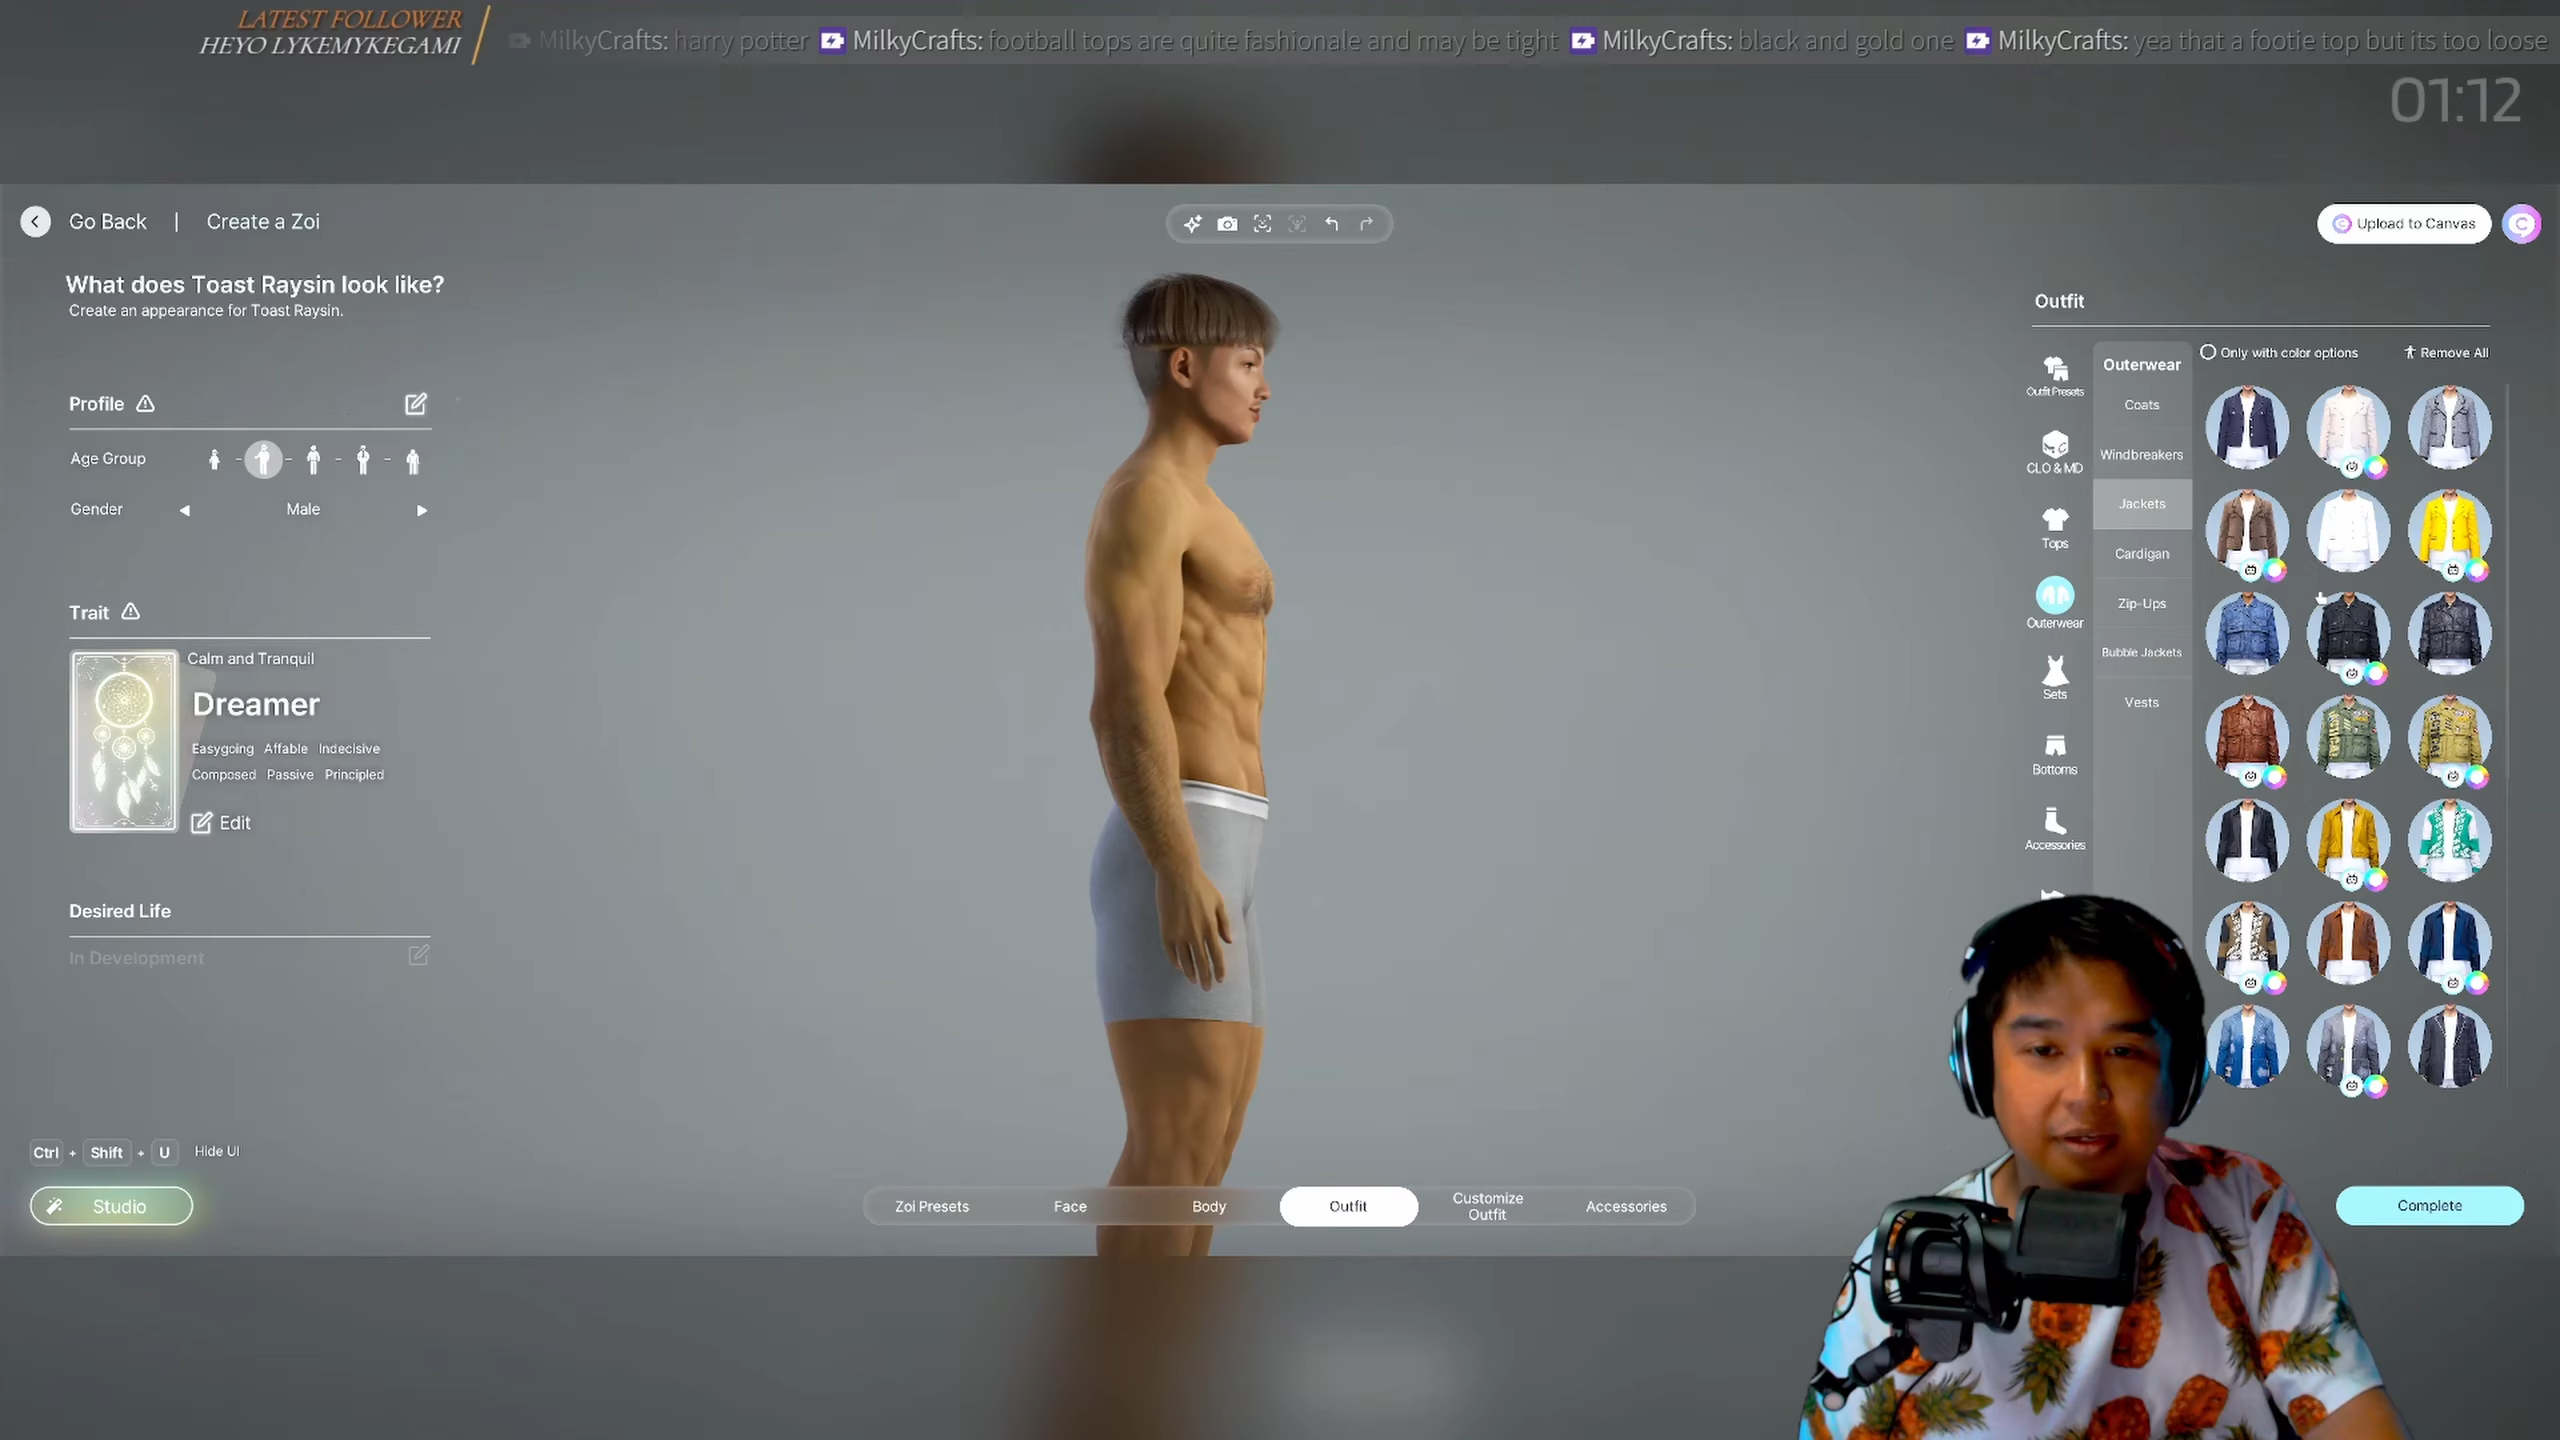 LATEST FOLLOWER
HEYO LYKEMYKEGAMI
MilkyCrafts: harry potter MilkyCrafts: football tops are quite fashionale and may be tight MilkyCrafts: black and gold one MilkyCrafts: yea that a footie top but its too loose
01:12
Go Back | Create a Zoi
Upload to Canvas
What does Toast Raysin look like?
Create an appearance for Toast Raysin.
Profile
Age Group
Gender Male
Trait
Calm and Tranquil
Dreamer
Easygoing Affable Indecisive
Composed Passive Principled
Edit
Desired Life
In Development
Ctrl + Shift + U Hide UI
Studio
Zoi Presets
Face
Body
Outfit
Customize
Outfit
Accessories
Outfit
Outfit Presets
CLO & MD
Tops
Outerwear
Sets
Bottoms
Accessories
Outerwear
Coats
Windbreakers
Jackets
Cardigan
Zip-Ups
Bubble Jackets
Vests
Only with color options
Remove All
Complete